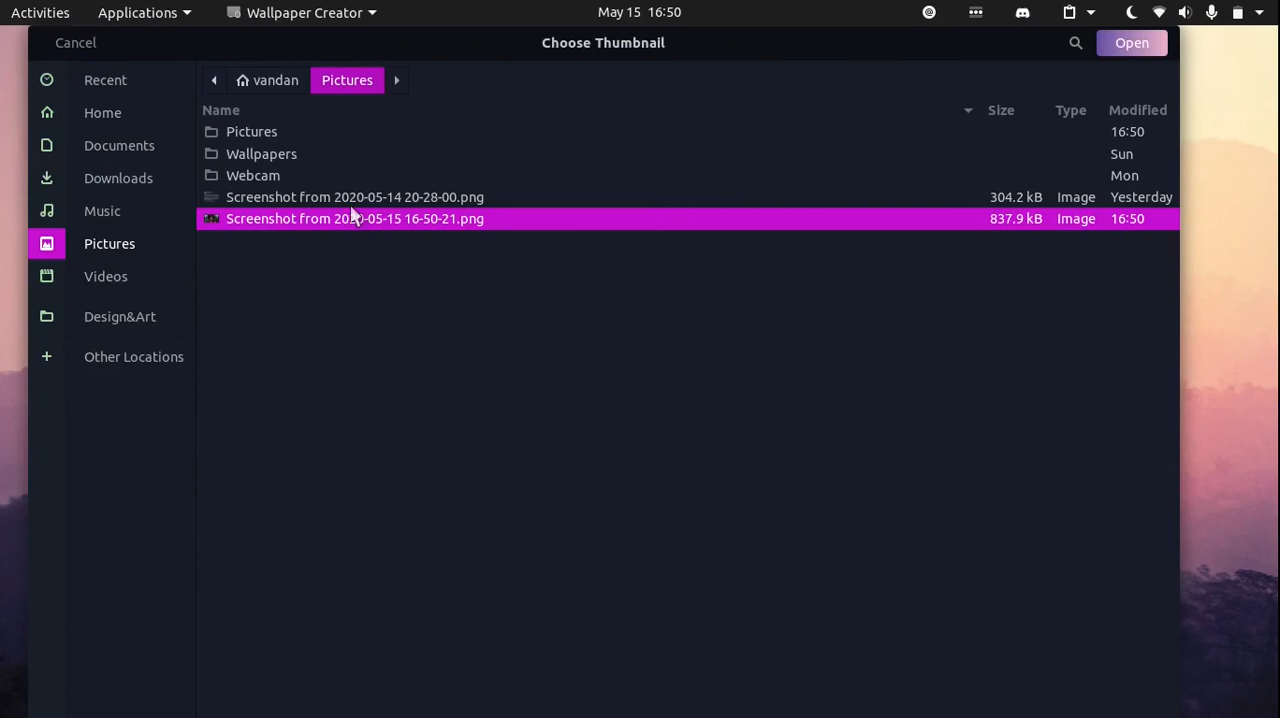 Activities Applications Wallpaper Creator May 15 16:50
Cancel Choose Thumbnail Open
Recent vandan Pictures
Name Size Type Modified
Home Pictures 16:50
Documents Wallpapers Sun
Downloads Webcam Mon
Screenshot from 2020-05-14 20-28-00.png 304.2 kB Image Yesterday
Music Screenshot from 2020-05-15 16-50-21.png 837.9 kB Image 16:50
Pictures
Videos
Design&Art
Other Locations